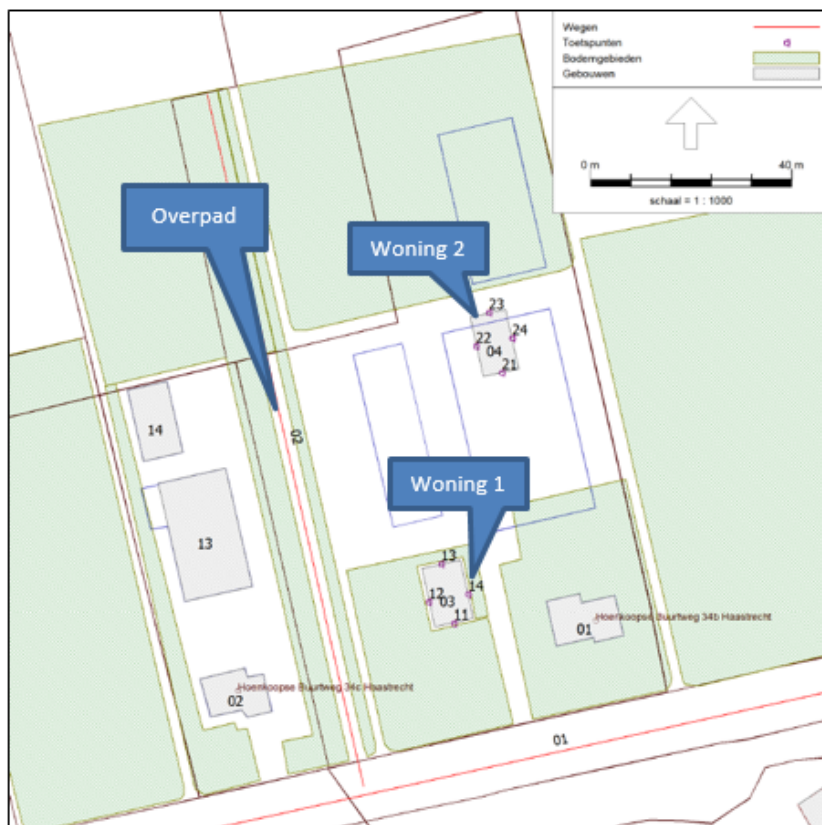 Wegen
Toetspunten
Bodemgebieden
Gebouwen
0 m 40 m
schaal = 1 : 1000
Overpad
Woning 2
23
22
24
04
21
14
02
Woning 1
13
13
14
12
03
11
01
Hoenkoopse Buurtweg 34b Haastrecht
Hoenkoopse Buurtweg 34c Haastrecht
02
01